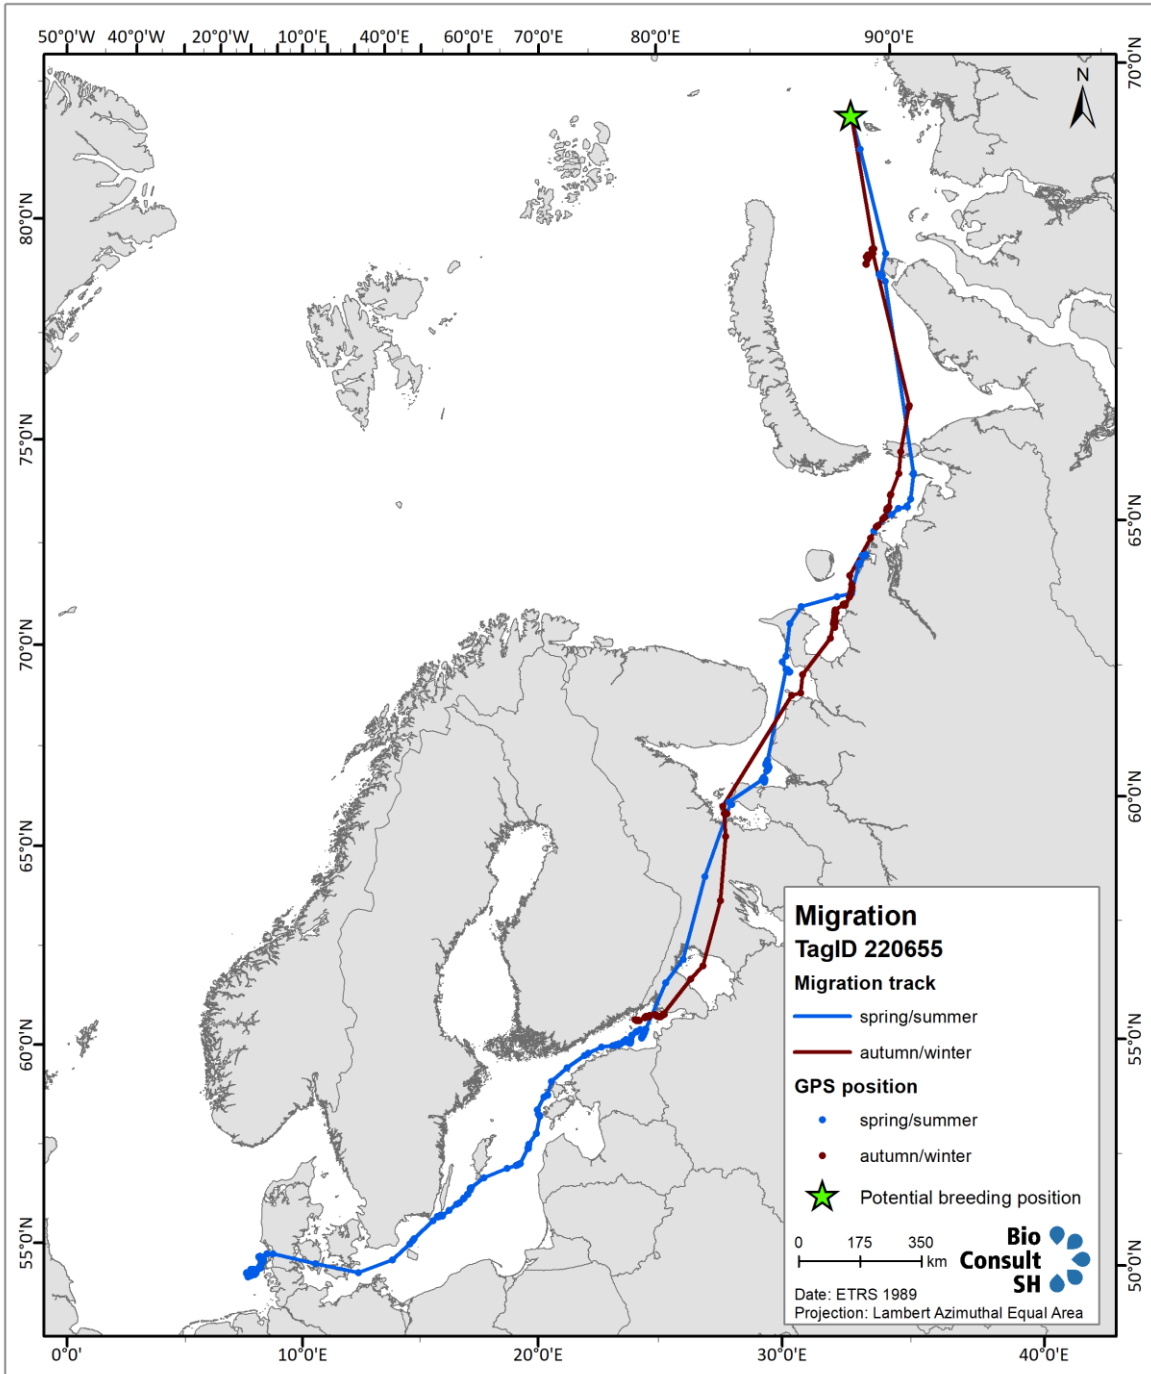 50°0'W 40°0'W 20°0'W 10°0'E 40°0'E 60°0'E 70°0'E 80°0'E 90°0'E
70°0'N
N
80°0'N
75°0'N
65°0'N
70°0'N
60°0'N
65°0'N
Migration
TagID 220655
Migration track
spring/summer
autumn/winter
60°0'N
55°0'N
GPS position
spring/summer
autumn/winter
Potential breeding position
55°0'N
50°0'N
0 175 350
km
Bio
Consult
SH
Date: ETRS 1989
Projection: Lambert Azimuthal Equal Area
0°0' 10°0'E 20°0'E 30°0'E 40°0'E